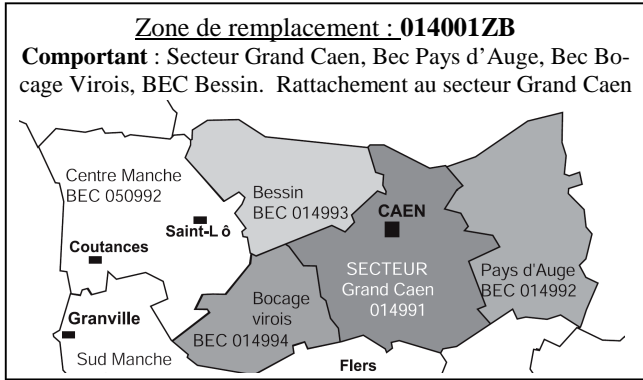 Zone de remplacement : 014001ZB
Comportant : Secteur Grand Caen, Bec Pays d’Auge, Bec Bo-
cage Virois, BEC Bessin.  Rattachement au secteur Grand Caen
Centre Manche
BEC 050992
Saint-L ô
Coutances
Granville
Sud Manche
Bessin
BEC 014993
CAEN
SECTEUR
Grand Caen
014991
Pays d'Auge
BEC 014992
Bocage
virois
BEC 014994
Flers